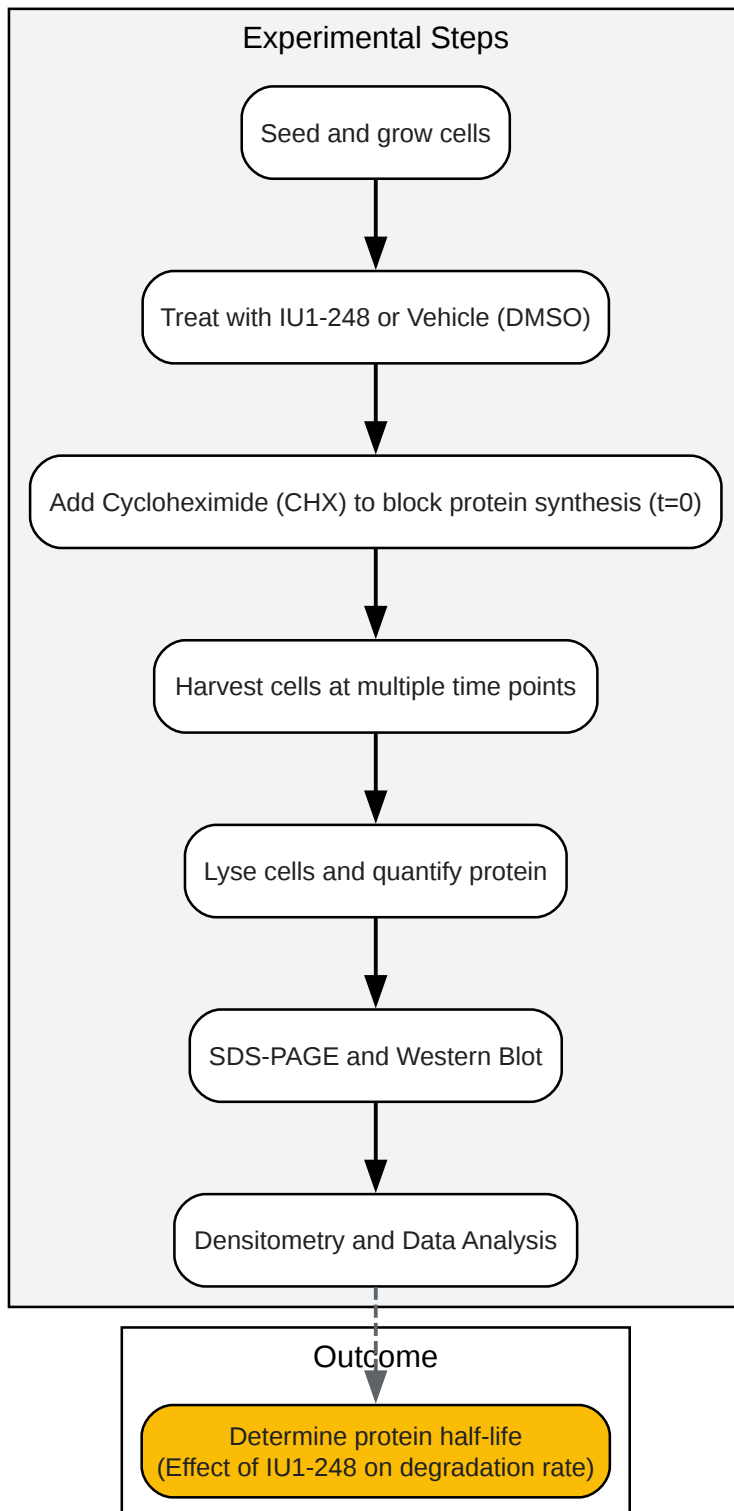 Experimental Steps
Seed and grow cells
Treat with IU1-248 or Vehicle (DMSO)
Add Cycloheximide (CHX) to block protein synthesis (t=0)
Harvest cells at multiple time points
Lyse cells and quantify protein
SDS-PAGE and Western Blot
Densitometry and Data Analysis
Outcome
Determine protein half-life
(Effect of IU1-248 on degradation rate)